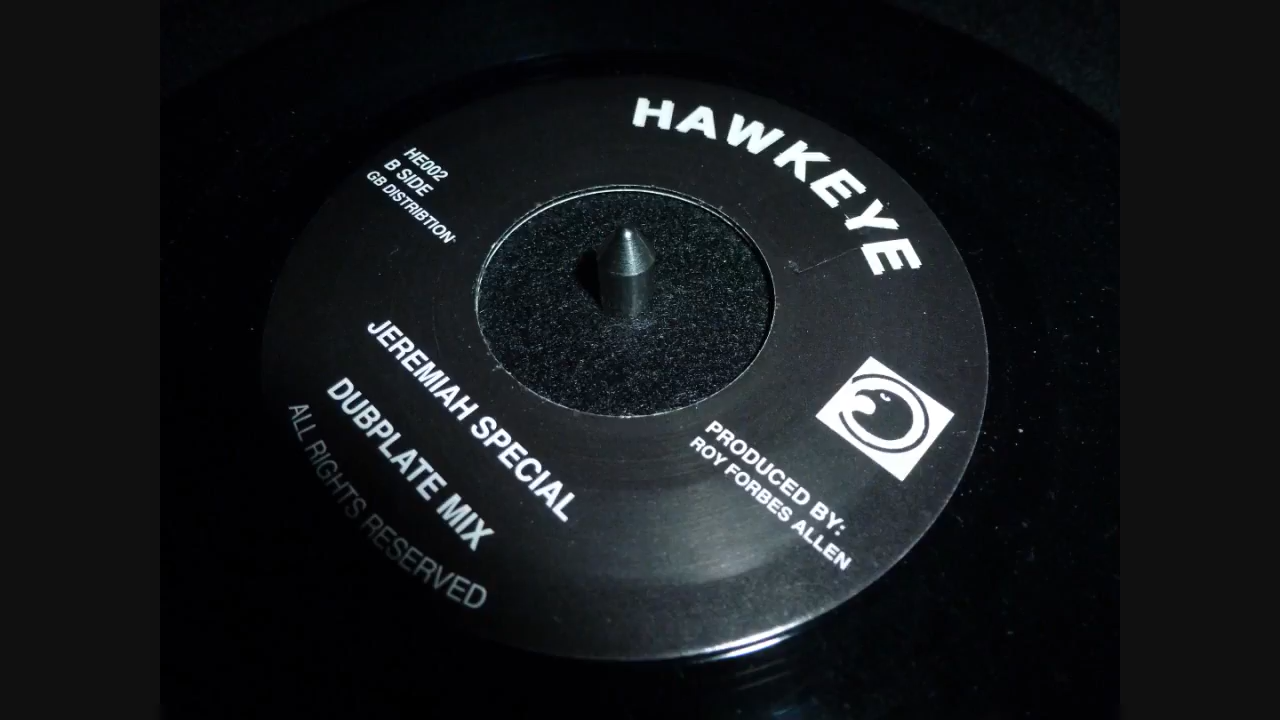 HAWKEYE
HE002
B SIDE
GB DISTRIBTION
PRODUCED BY:
ROY FORBES ALLEN
JEREMIAH SPECIAL
DUBPLATE MIX
ALL RIGHTS RESERVED